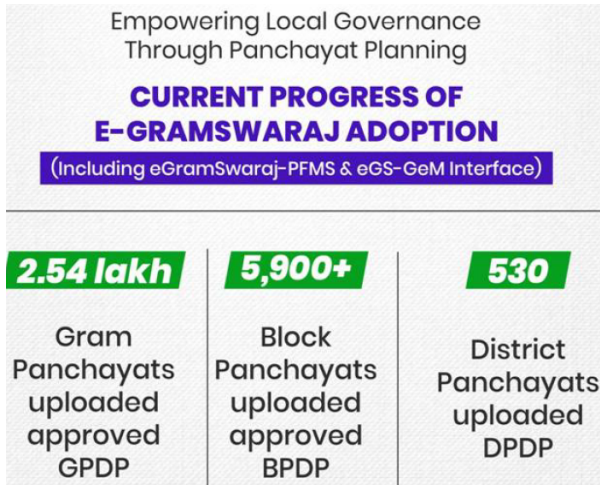 Empowering Local Governance
Through Panchayat Planning
CURRENT PROGRESS OF
E-GRAMSWARAJ ADOPTION
(Including eGramSwaraj-PFMS & eGS-GeM Interface)
2.54 lakh
Gram
Panchayats
uploaded
approved
GPDP
5,900+
Block
Panchayats
uploaded
approved
BPDP
530
District
Panchayats
uploaded
DPDP